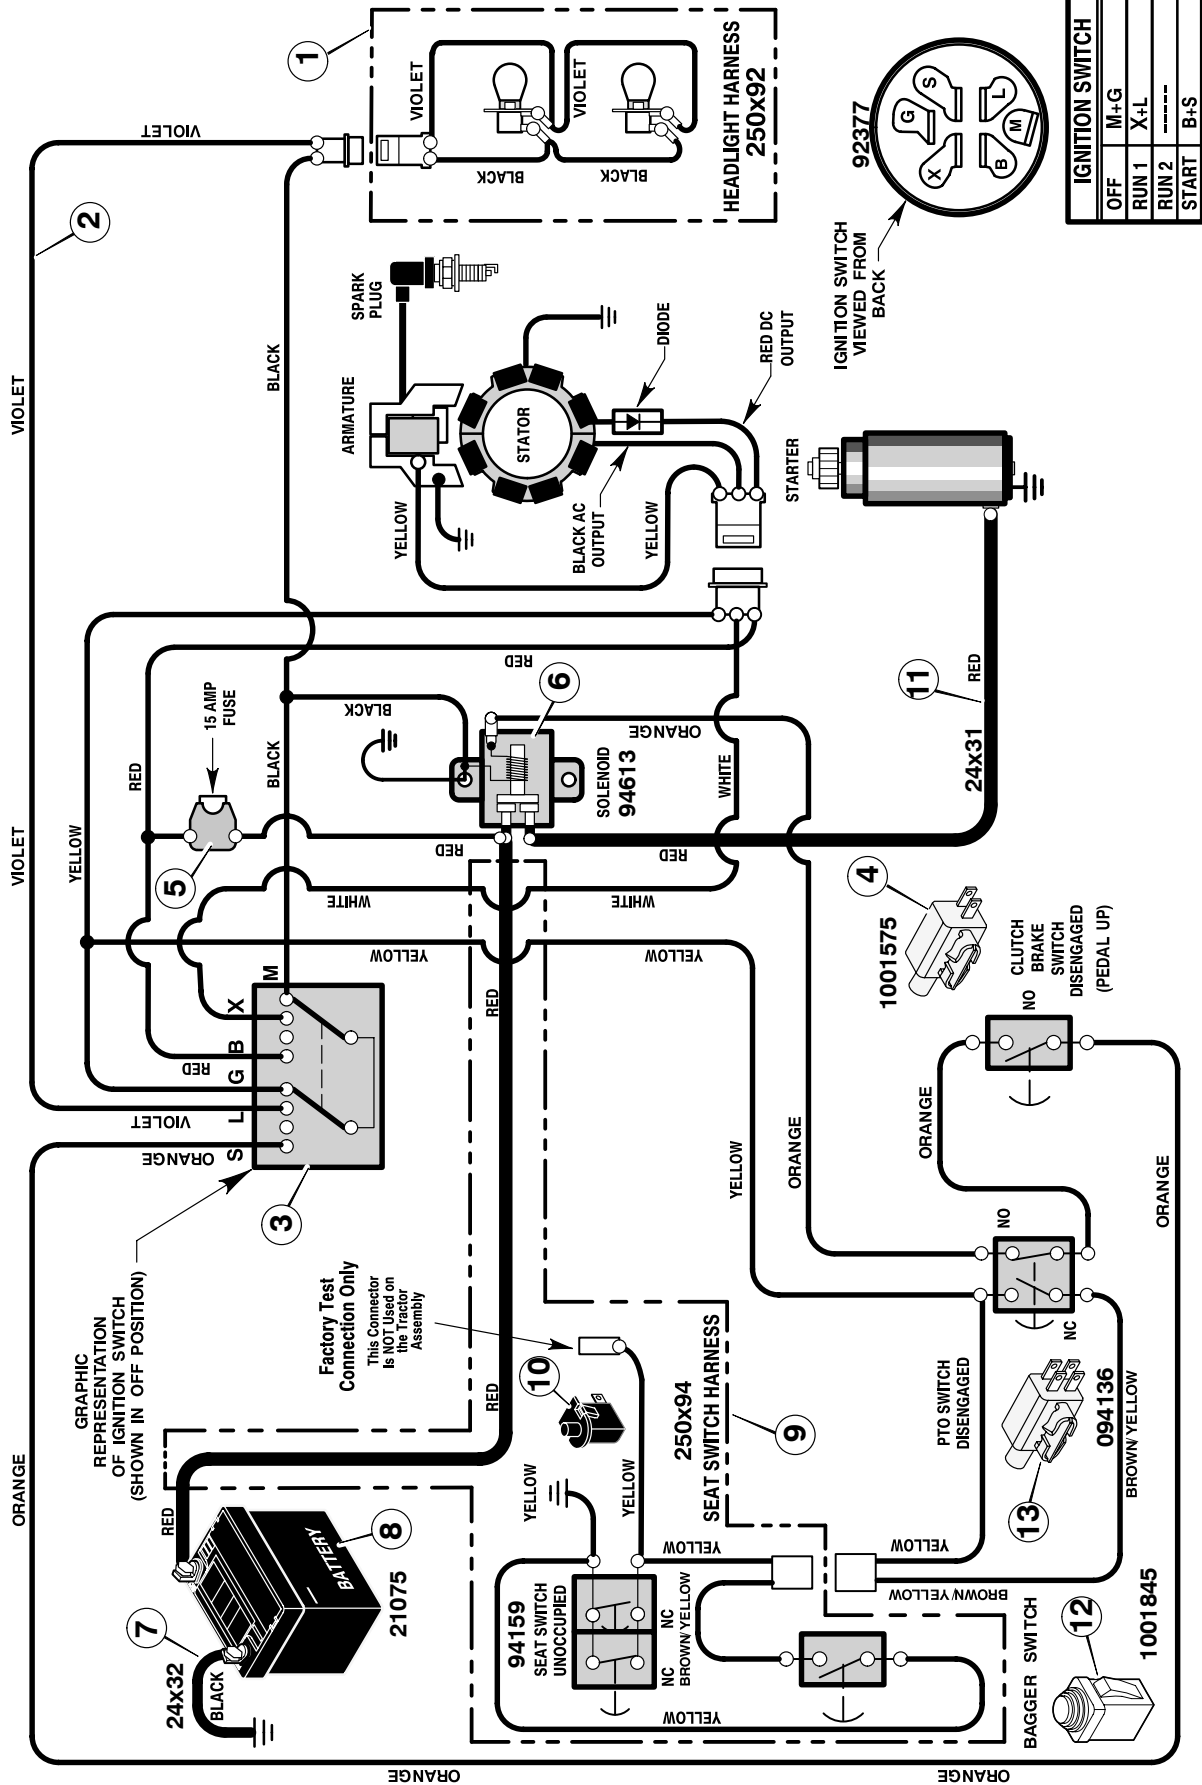 1
VIOLET
2
VIOLET
BLACK
VIOLET
VIOLET
BLACK
BLACK
HEADLIGHT HARNESS
250x92
92377
X
G
S
B
M
L
IGNITION SWITCH
VIEWED FROM
BACK
IGNITION SWITCH
OFF
M+G
RUN 1
X+L
RUN 2
-----
START
B+S
SPARK
PLUG
ARMATURE
STATOR
DIODE
RED DC
OUTPUT
YELLOW
BLACK AC
OUTPUT
YELLOW
STARTER
VIOLET
YELLOW
RED
15 AMP
FUSE
5
BLACK
BLACK
RED
6
SOLENOID
94613
ORANGE
WHITE
11
RED
24x31
RED
RED
WHITE
WHITE
YELLOW
YELLOW
4
1001575
CLUTCH
BRAKE
SWITCH
DISENGAGED
(PEDAL UP)
NO
M
X
B
G
L
S
RED
VIOLET
ORANGE
3
RED
GRAPHIC
REPRESENTATION
OF IGNITION SWITCH
(SHOWN IN OFF POSITION)
Factory Test
Connection Only
This Connector
Is NOT Used on
the Tractor
Assembly
YELLOW
ORANGE
ORANGE
ORANGE
NO
NC
PTO SWITCH
DISENGAGED
13
094136
BROWN/YELLOW
10
250x94
SEAT SWITCH HARNESS
9
ORANGE
RED
RED
8
BATTERY
21075
7
24x32
BLACK
YELLOW
YELLOW
94159
SEAT SWITCH
UNOCCUPIED
NC
NC
BROWN/YELLOW
YELLOW
YELLOW
BROWN/YELLOW
YELLOW
BAGGER SWITCH
12
1001845
ORANGE
ORANGE